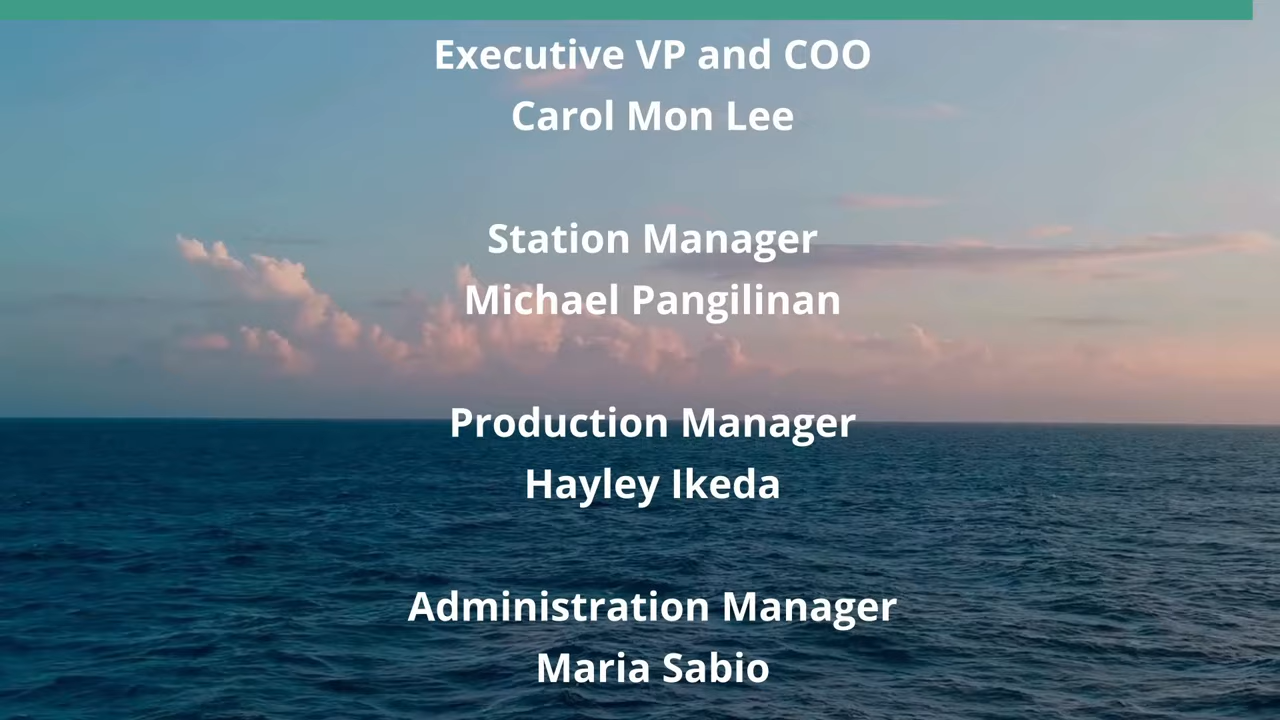 Executive VP and COO
Carol Mon Lee
Station Manager
Michael Pangilinan
Production Manager
Hayley Ikeda
Administration Manager
Maria Sabio